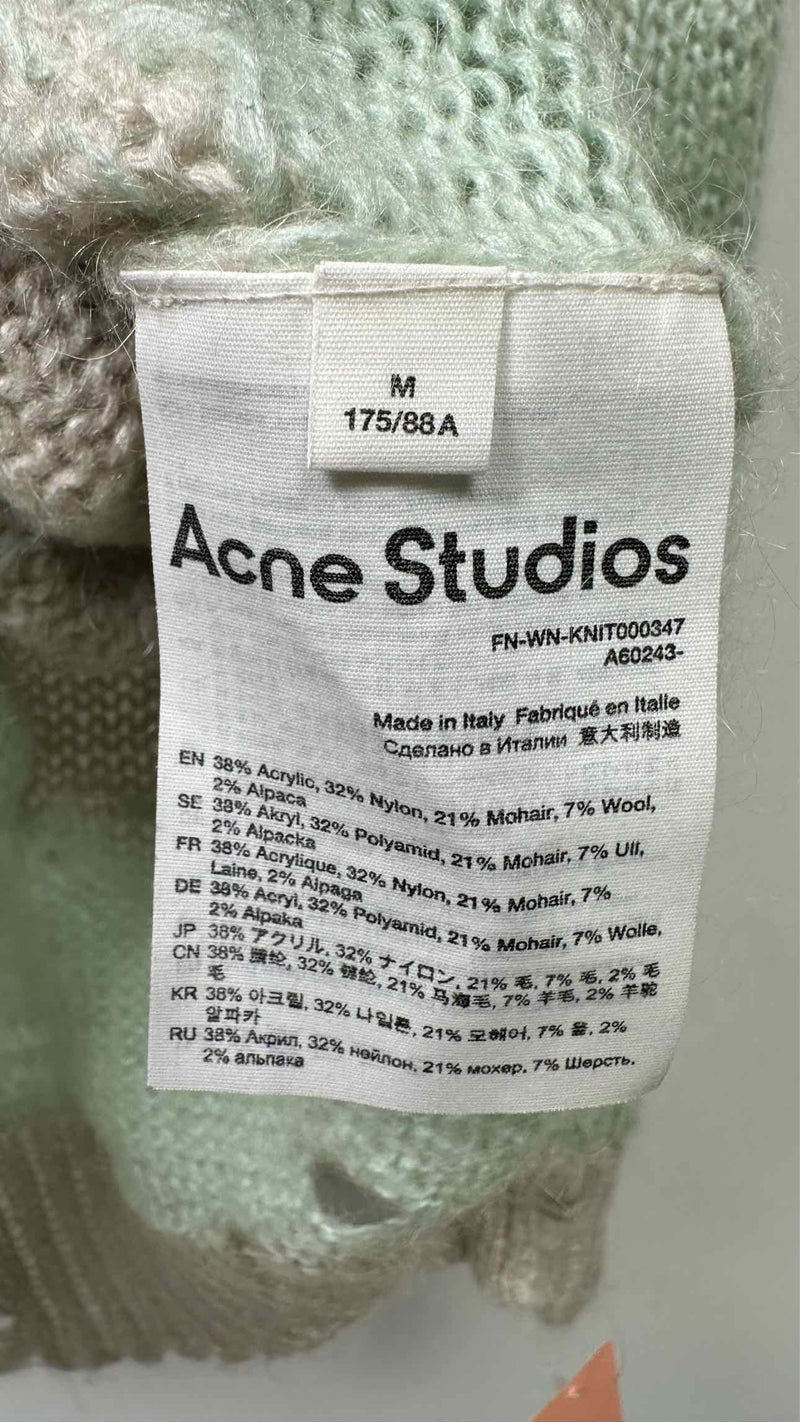 M
175/88A
Acne Studios
FN-WN-KNIT000347
A60243-
Made in Italy Fabriqué en Italie
Сделано в Италии 意大利制造
EN 38% Acrylic, 32% Nylon, 21% Mohair, 7% Wool,
2% Alpaca
SE 38% Akryl, 32% Polyamid, 21% Mohair, 7% Ull,
2% Alpacka
FR 38% Acrylique, 32% Nylon, 21% Mohair, 7%
Laine, 2% Alpaga
DE 38% Acryl, 32% Polyamid, 21% Mohair, 7% Wolle,
2% Alpaka
JP 38% アクリル, 32% ナイロン, 21% 毛, 7% 毛, 2% 毛
CN 38% 腈纶, 32% 锦纶, 21% 马海毛, 7% 羊毛, 2% 羊驼
毛
KR 38% 아크릴, 32% 나일론, 21% 모헤어, 7% 울, 2%
알파카
RU 38% Акрил, 32% нейлон, 21% мохер, 7% Шерсть,
2% альпака